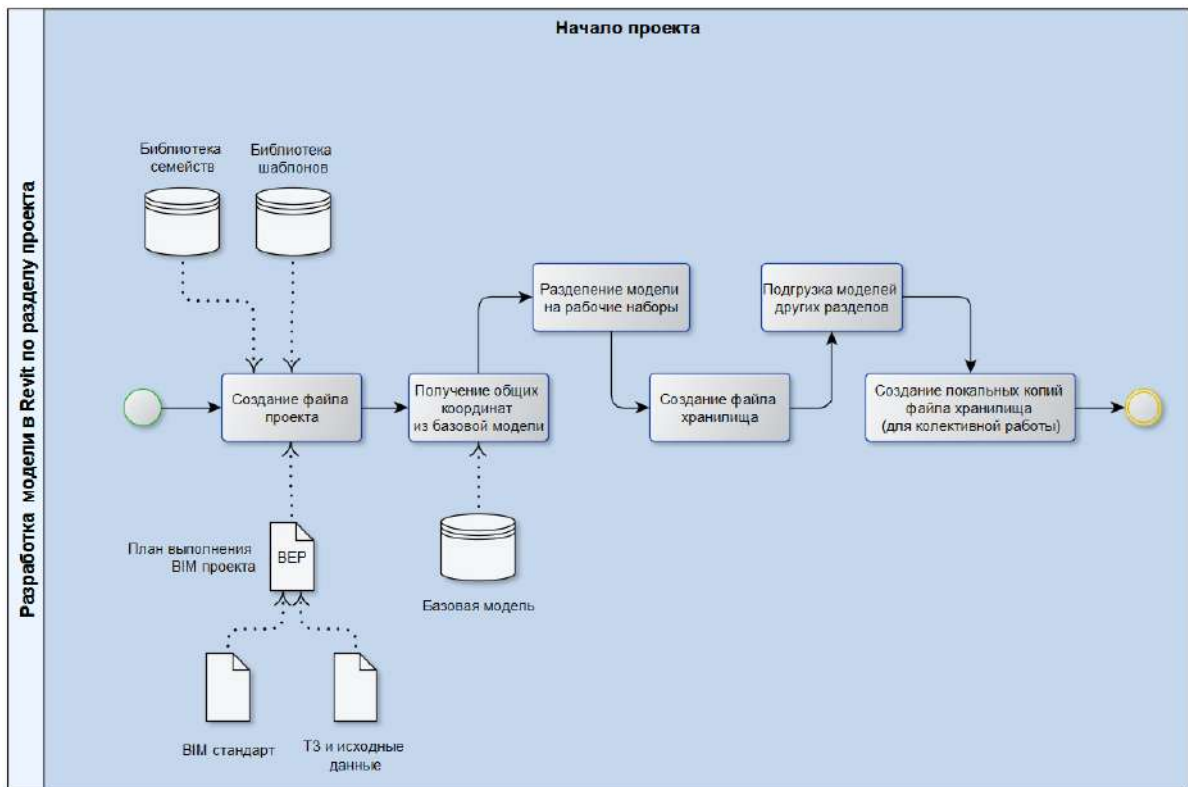 Начало проекта
Разработка модели в Revit по разделу проекта
Библиотека
семейств
Библиотека
шаблонов
Разделение модели
на рабочие наборы
Подгрузка моделей
других разделов
Создание файла
проекта
Получение общих
координат
из базовой модели
Создание файла
хранилища
Создание локальных копий
файла хранилища
(для колективной работы)
План выполнения
BIM проекта
BEP
Базовая модель
BIM стандарт
ТЗ и исходные
данные